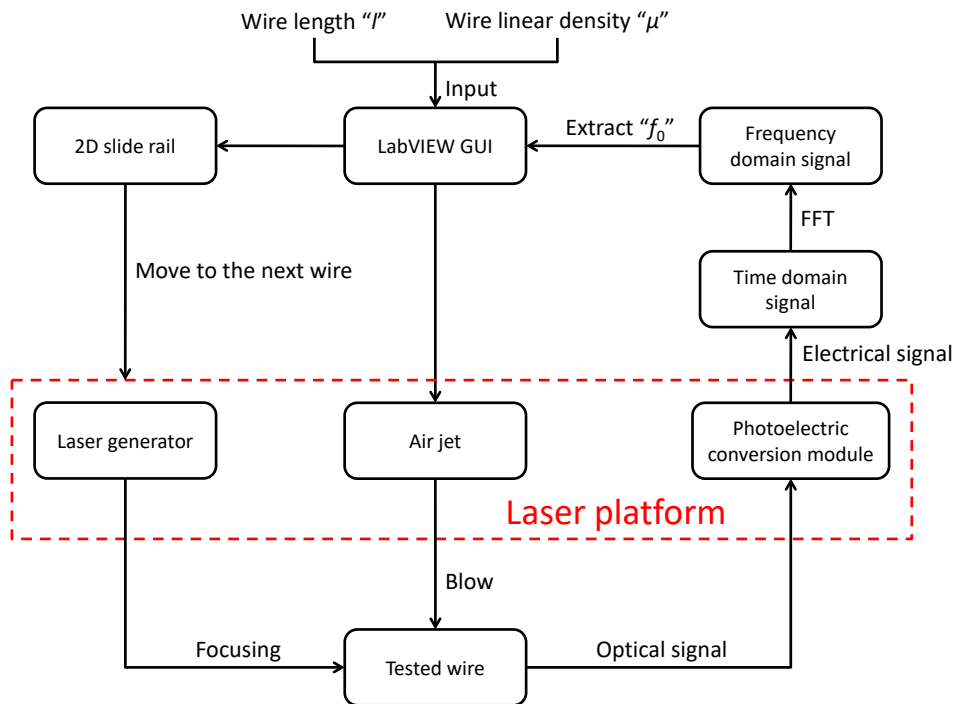 Wire length “l” Wire linear density “μ”
Input
2D slide rail
LabVIEW GUI
Extract “f₀”
Frequency
domain signal
FFT
Move to the next wire
Time domain
signal
Electrical signal
Laser generator
Air jet
Photoelectric
conversion module
Laser platform
Blow
Focusing
Tested wire
Optical signal